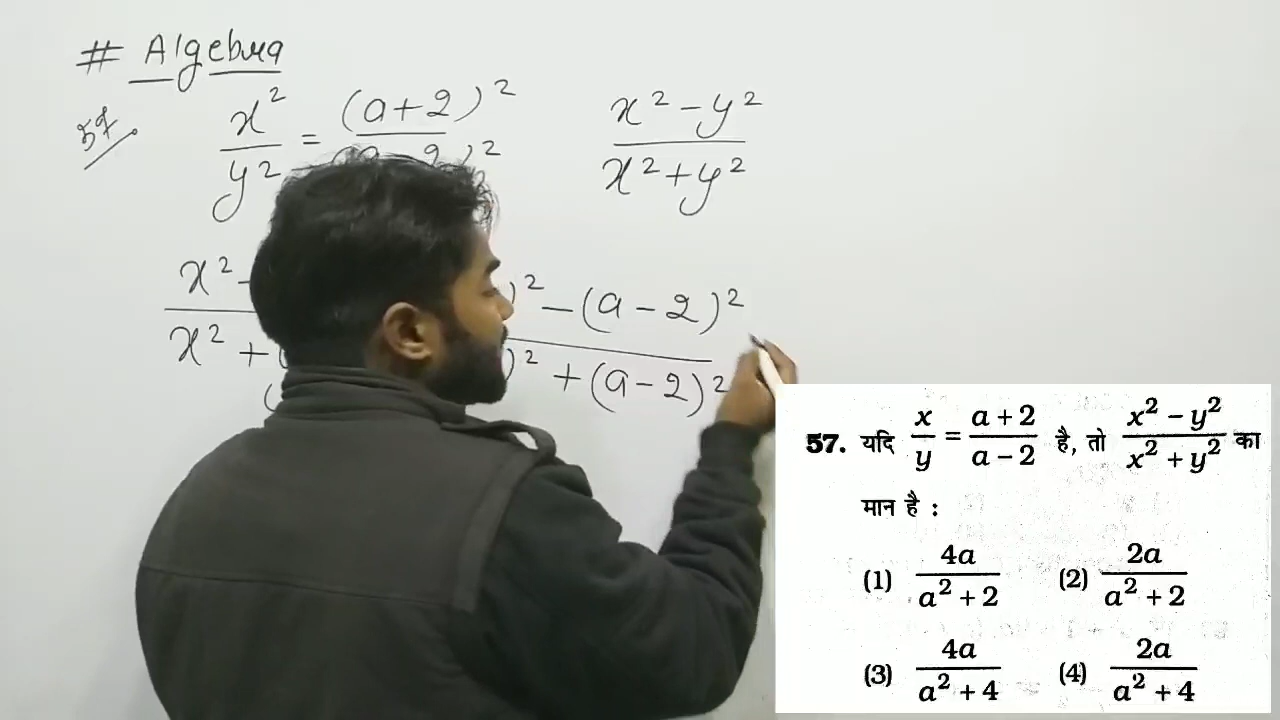 # Algebra
57. x²/y² = (a+2)²/(a-2)²
x²-y²/x²+y²
x² - )² - (a-2)²
x² + ( )² + (a-2)²
57. यदि x/y = a + 2/a − 2 है, तो x² − y²/x² + y² का
मान है :
(1) 4a/a² + 2 (2) 2a/a² + 2
(3) 4a/a² + 4 (4) 2a/a² + 4